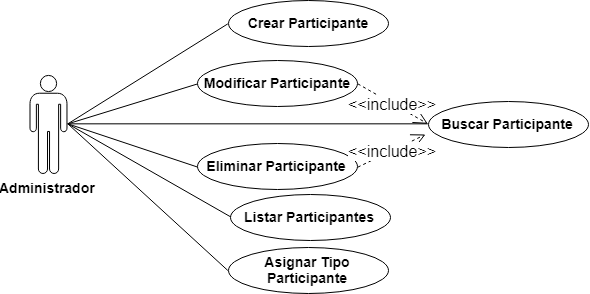 Crear Participante
Modificar Participante
<<include>>
Buscar Participante
<<include>>
Eliminar Participante
Administrador
Listar Participantes
Asignar Tipo
Participante